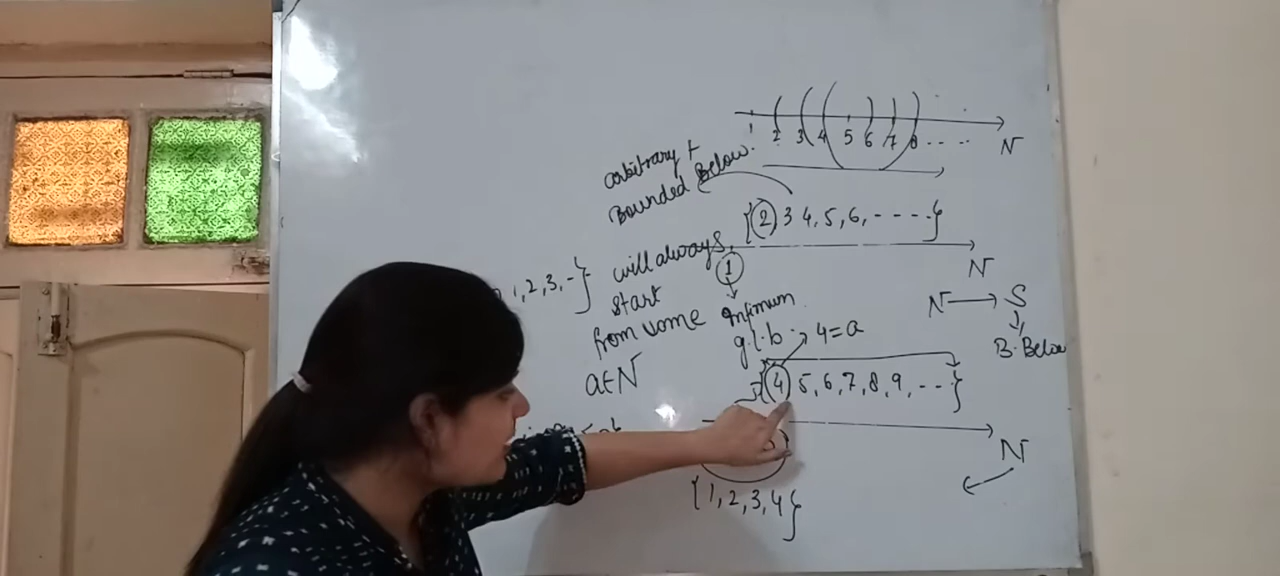 1 2 3 4 5 6 7 8 ---- N
arbitrary +
Bounded Below.
{2, 3 4, 5, 6, - - - - }
N
1, 2, 3, - } will always
1
start
from some Infimum
g.l.b. → 4 = a
a ∈ N
N → S
↓
B. Below
{4, 5, 6, 7, 8, 9, - - - }
N
{1, 2, 3, 4}